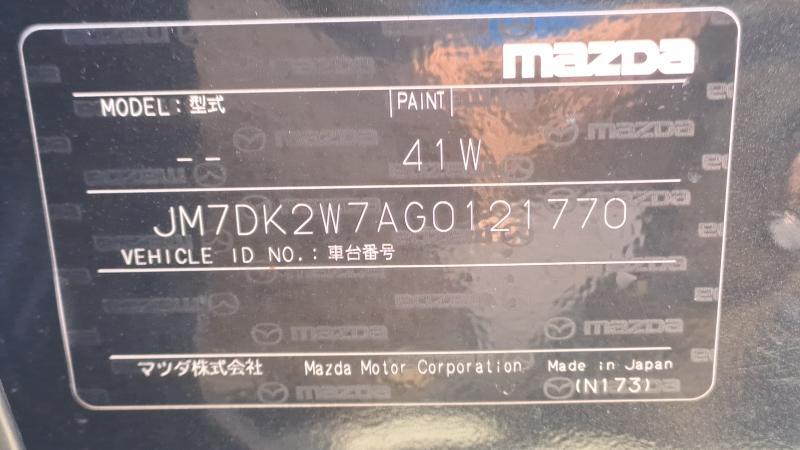 mazda
MODEL:型式 |PAINT|
-- 41W
JM7DK2W7AG0121770
VEHICLE ID NO.:車台番号
マツダ株式会社 Mazda Motor Corporation Made in Japan
(N173)